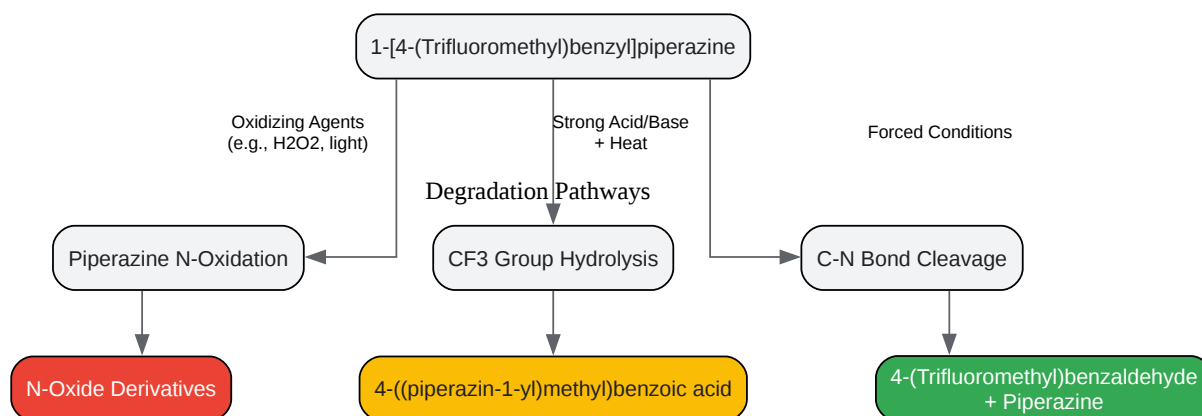 1-[4-(Trifluoromethyl)benzyl]piperazine
Oxidizing Agents
(e.g., H2O2, light)
Strong Acid/Base
+ Heat
Forced Conditions
Degradation Pathways
Piperazine N-Oxidation
CF3 Group Hydrolysis
C-N Bond Cleavage
N-Oxide Derivatives
4-((piperazin-1-yl)methyl)benzoic acid
4-(Trifluoromethyl)benzaldehyde
+ Piperazine